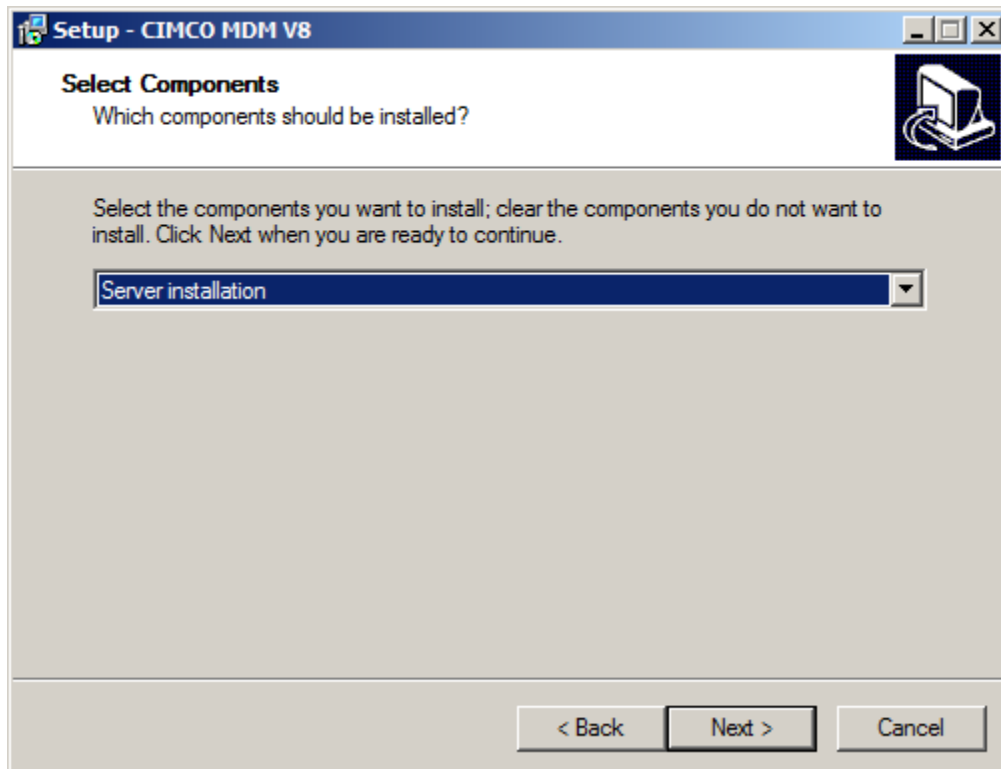 Setup - CIMCO MDM V8
Select Components
Which components should be installed?
Select the components you want to install; clear the components you do not want to
install. Click Next when you are ready to continue.
Server installation
< Back
Next >
Cancel